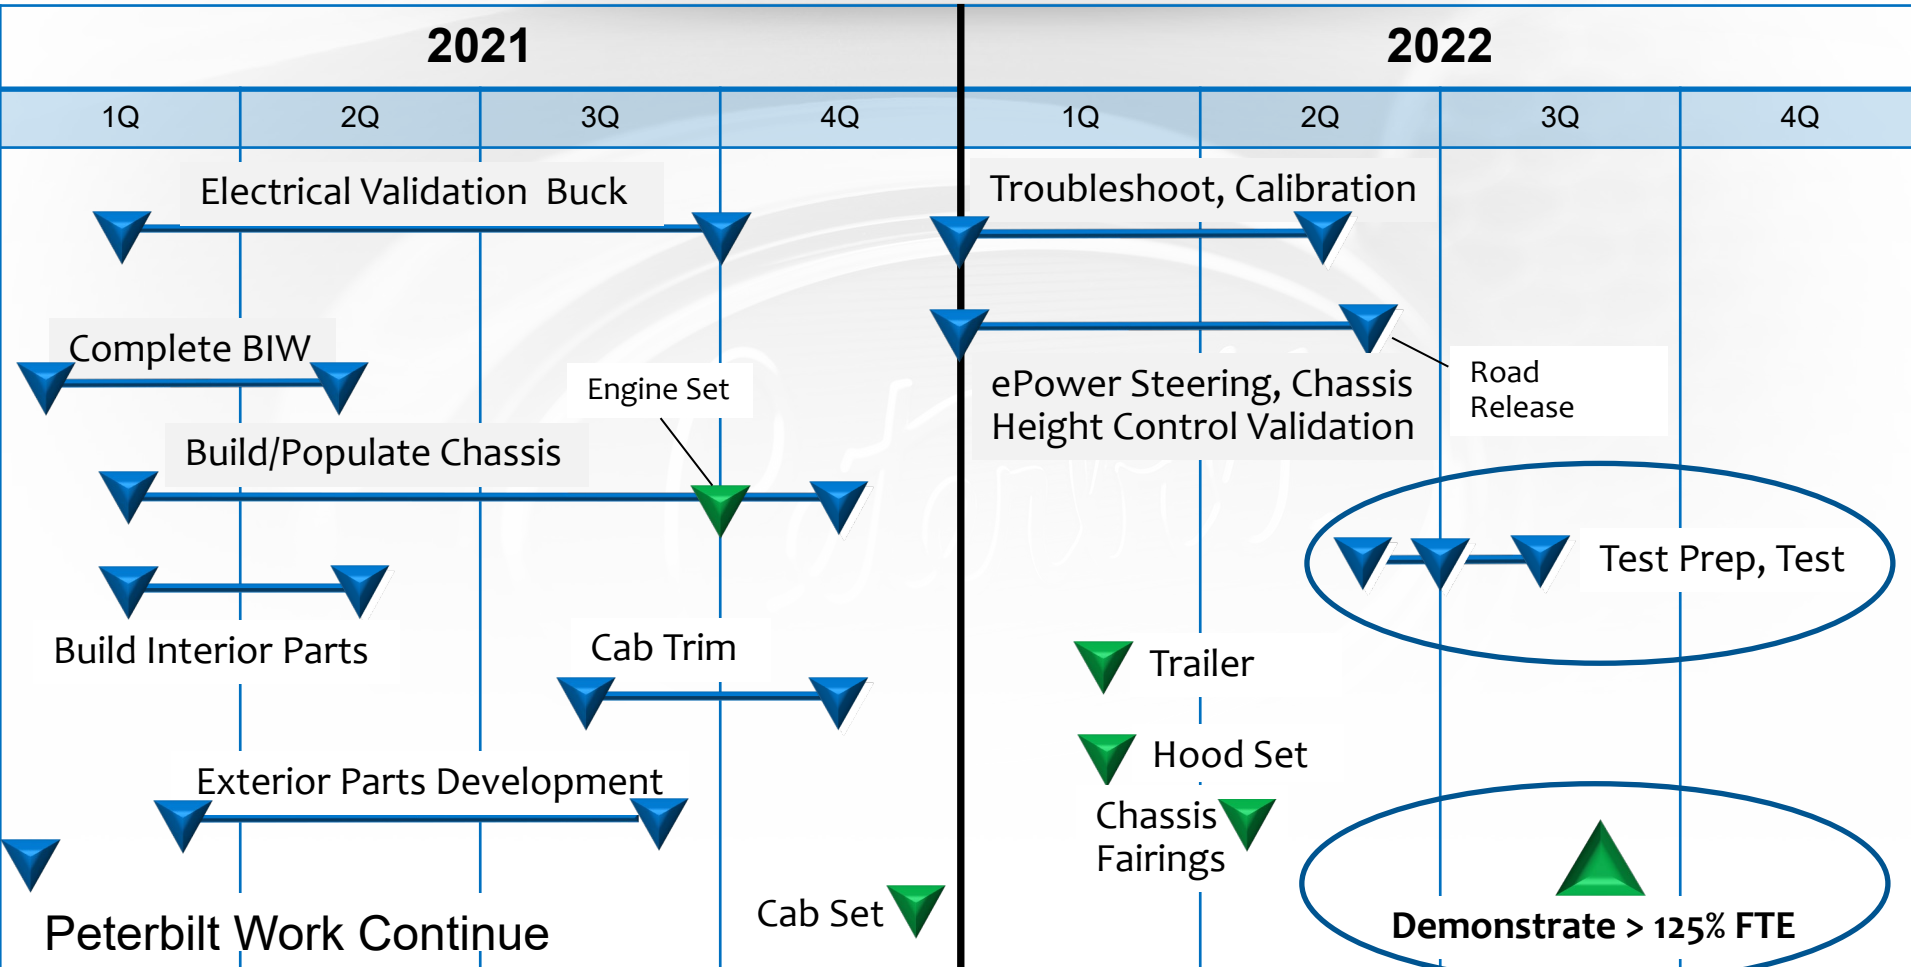 2021
2022
1Q
2Q
3Q
4Q
1Q
2Q
3Q
4Q
Electrical Validation  Buck
Troubleshoot, Calibration
Complete BIW
Engine Set
ePower Steering, Chassis
Height Control Validation
Road
Release
Build/Populate Chassis
Test Prep, Test
Build Interior Parts
Cab Trim
Trailer
Hood Set
Exterior Parts Development
Chassis
Fairings
Cab Set
Peterbilt Work Continue
Demonstrate > 125% FTE